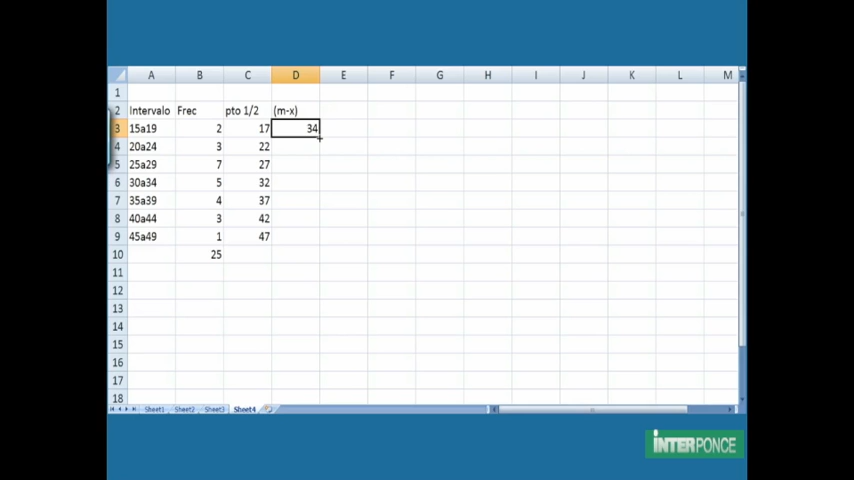 A B C D E F G H I J K L M
1
2 Intervalo Frec pto 1/2 (m-x)
3 15a19 2 17 34
4 20a24 3 22
5 25a29 7 27
6 30a34 5 32
7 35a39 4 37
8 40a44 3 42
9 45a49 1 47
10 25
11
12
13
14
15
16
17
18
Sheet1 Sheet2 Sheet3 Sheet4
INTERPONCE